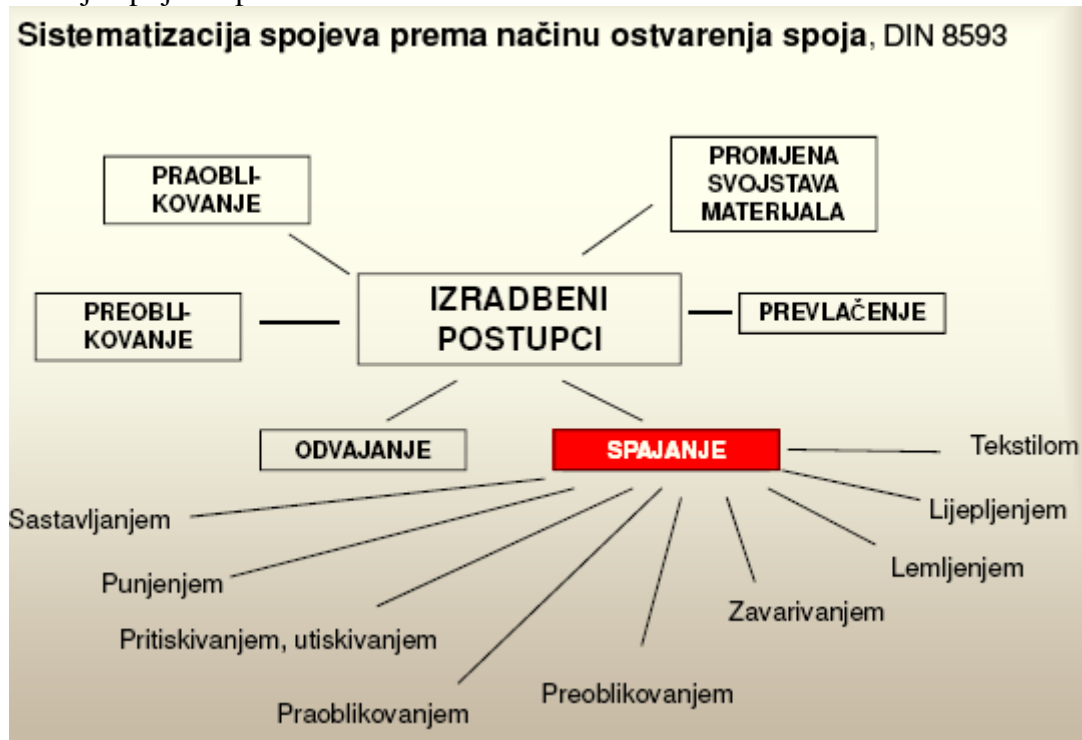 Sistematizacija spojeva prema načinu ostvarenja spoja, DIN 8593
PRAOBLI-
KOVANJE
PROMJENA
SVOJSTAVA
MATERIJALA
PREOBLI-
KOVANJE
IZRADBENI
POSTUPCI
PREVLAČENJE
ODVAJANJE
SPAJANJE
Tekstilom
Sastavljanjem
Lijepljenjem
Punjenjem
Lemljenjem
Pritiskivanjem, utiskivanjem
Zavarivanjem
Praoblikovanjem
Preoblikovanjem